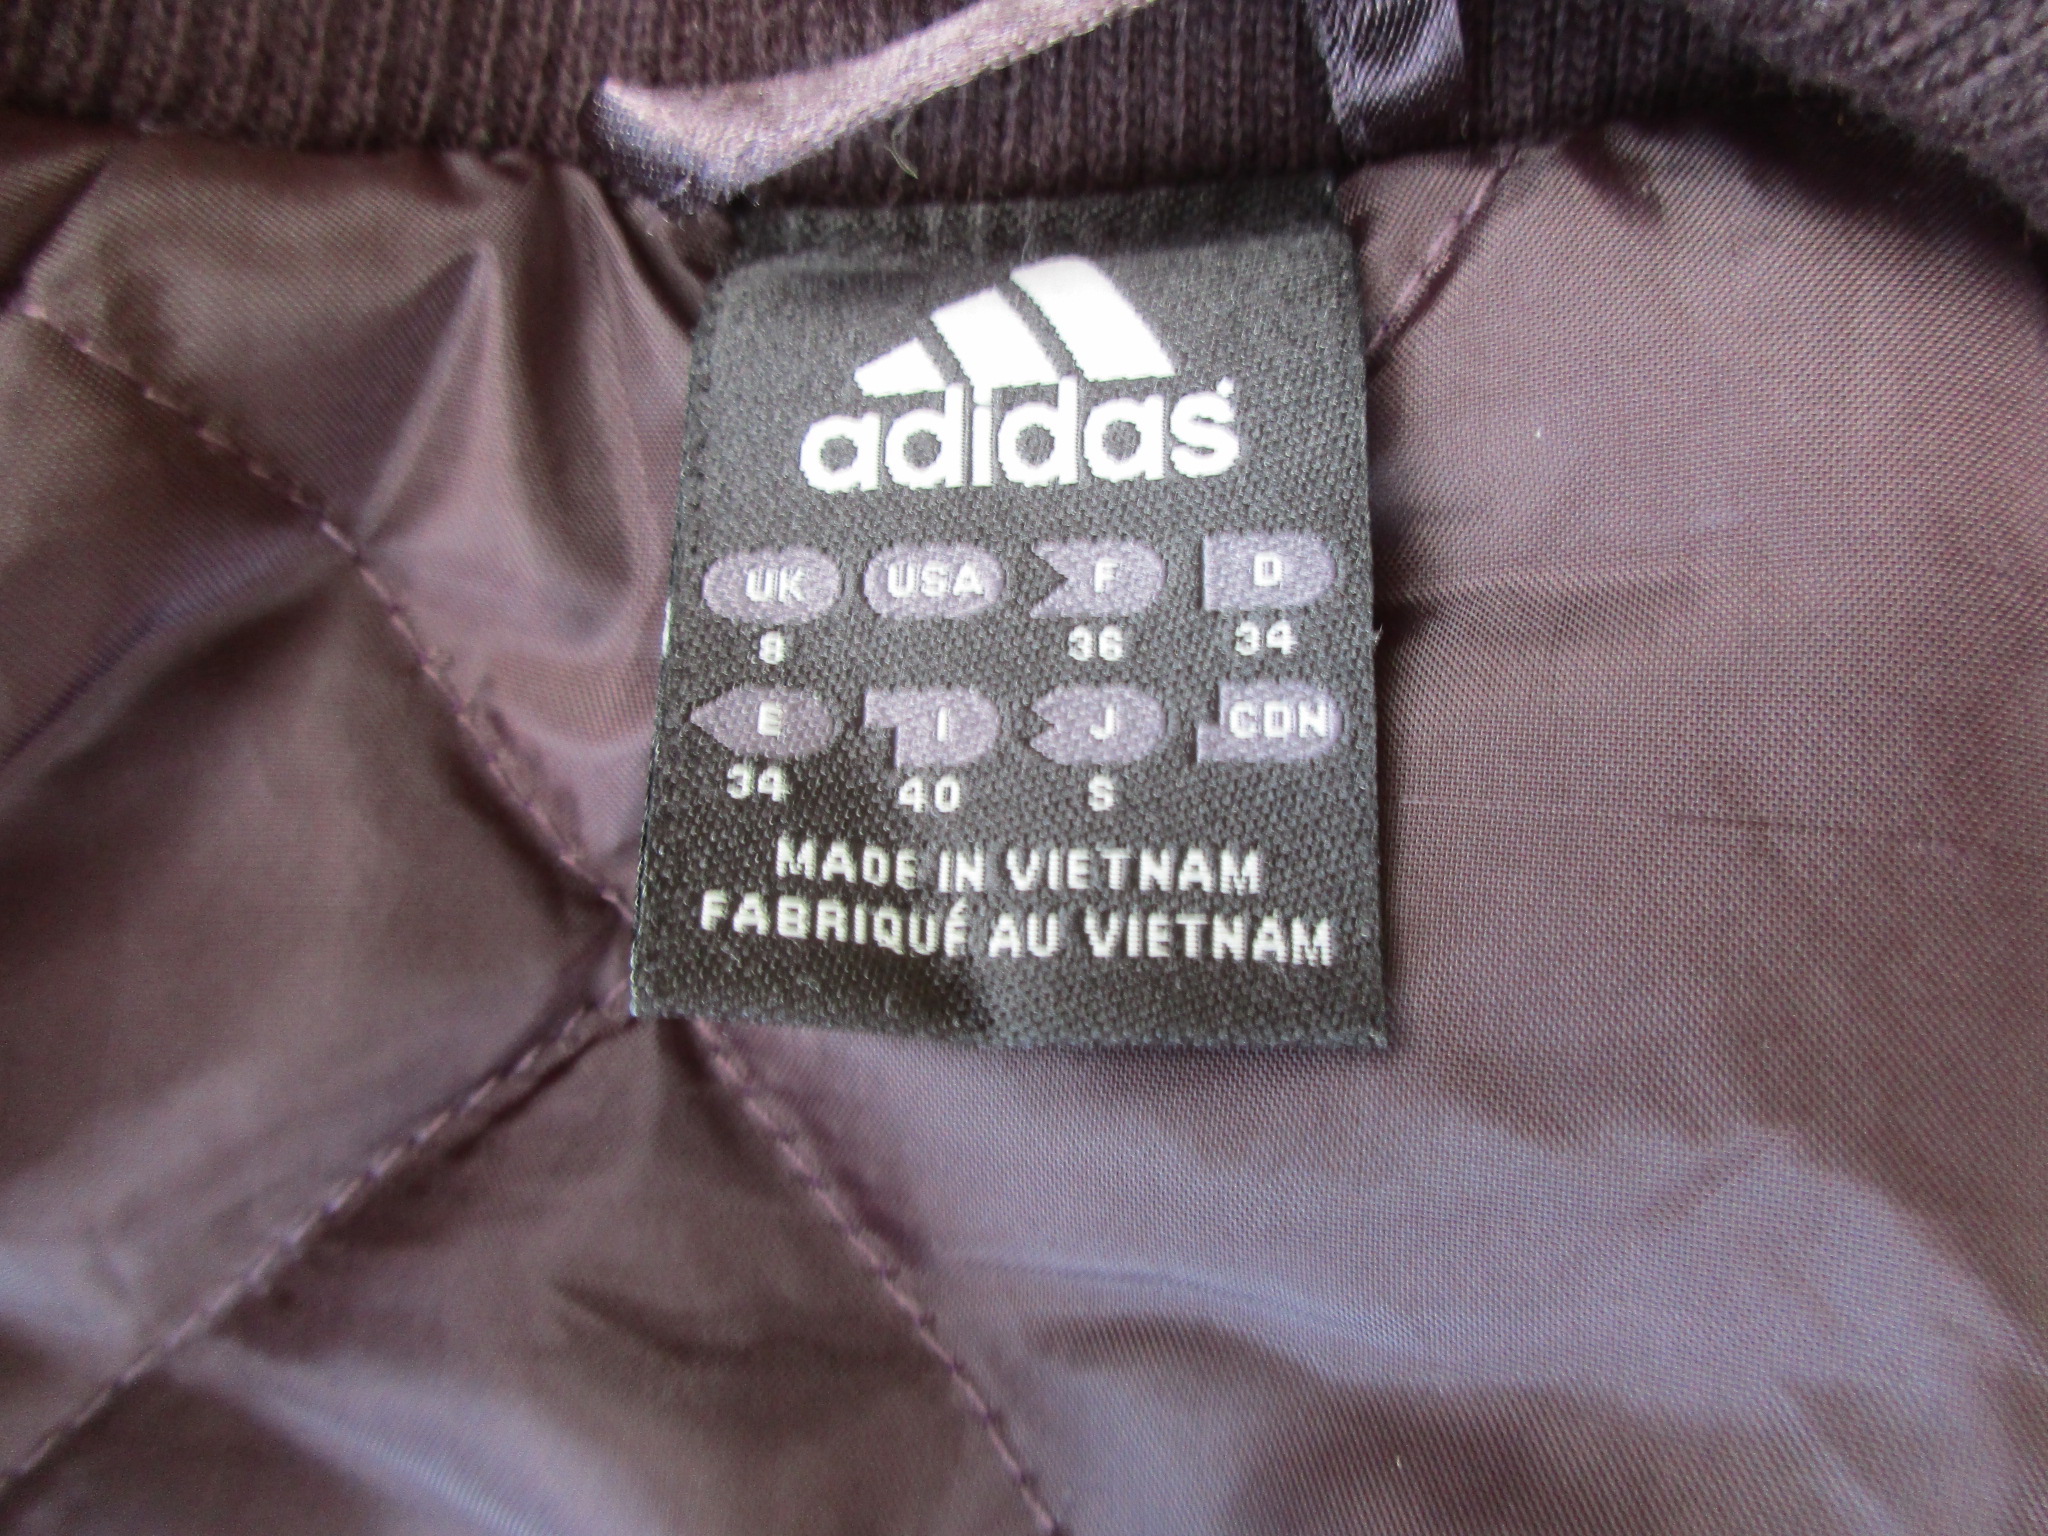 adidas
UK USA F D
8 36 34
E I J CDN
34 40 S
MADE IN VIETNAM
FABRIQUÉ AU VIETNAM